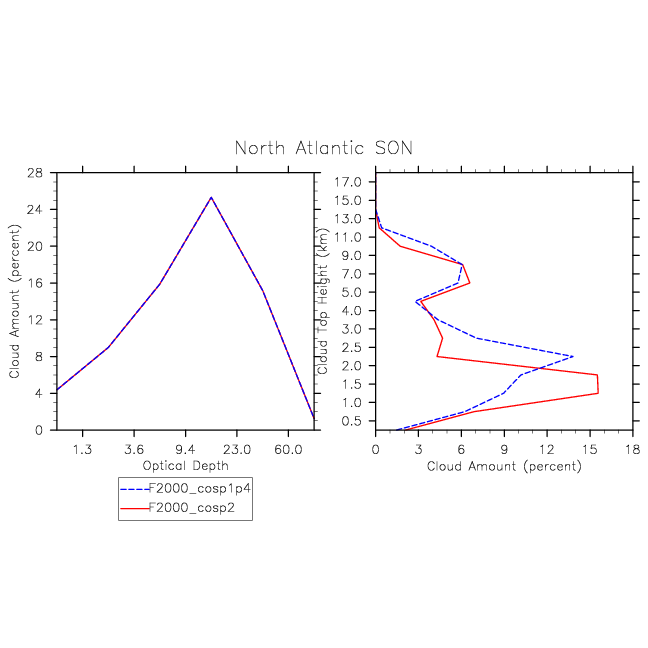 North Atlantic SON
Cloud Amount (percent)
28
24
20
16
12
8
4
0
1.3 3.6 9.4 23.0 60.0
Optical Depth
Cloud Top Height (km)
17.0
15.0
13.0
11.0
9.0
7.0
5.0
4.0
3.0
2.5
2.0
1.5
1.0
0.5
0 3 6 9 12 15 18
Cloud Amount (percent)
F2000_cosp1p4
F2000_cosp2